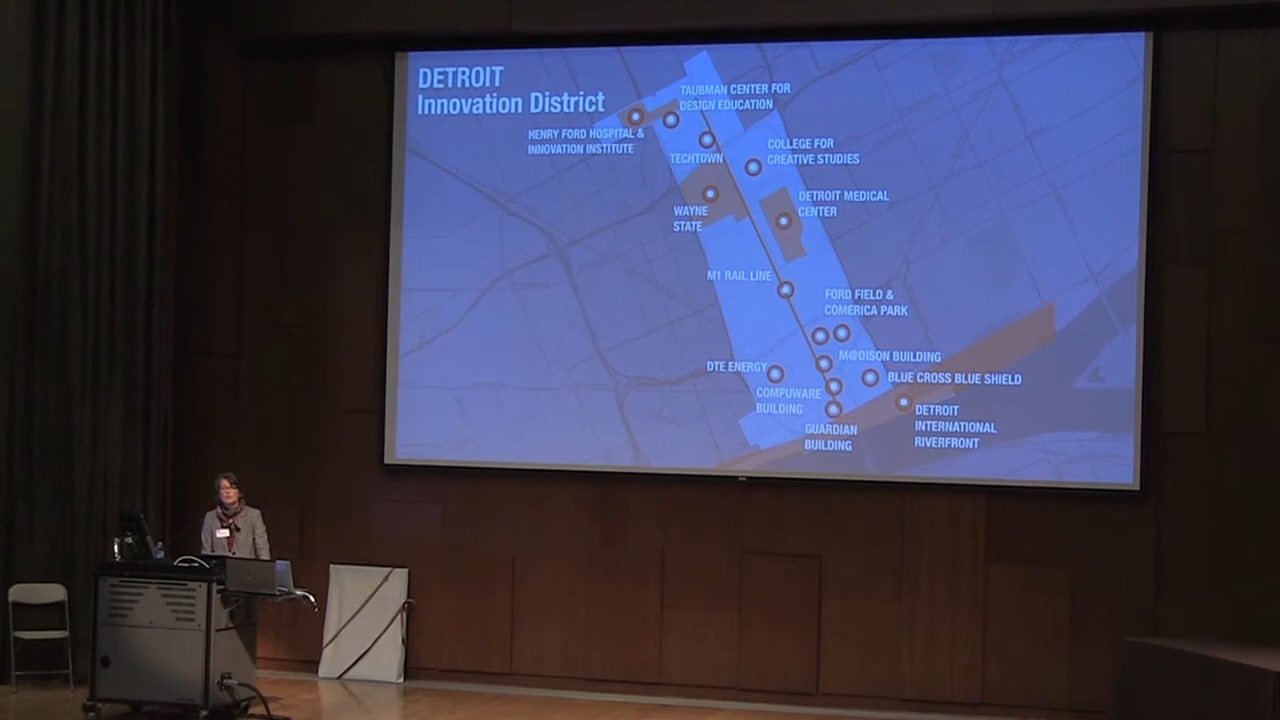 DETROIT
Innovation District
TAUBMAN CENTER FOR
DESIGN EDUCATION
HENRY FORD HOSPITAL &
INNOVATION INSTITUTE
TECHTOWN
COLLEGE FOR
CREATIVE STUDIES
WAYNE
STATE
DETROIT MEDICAL
CENTER
M1 RAIL LINE
FORD FIELD &
COMERICA PARK
M@DISON BUILDING
DTE ENERGY
BLUE CROSS BLUE SHIELD
COMPUWARE
BUILDING
GUARDIAN
BUILDING
DETROIT
INTERNATIONAL
RIVERFRONT